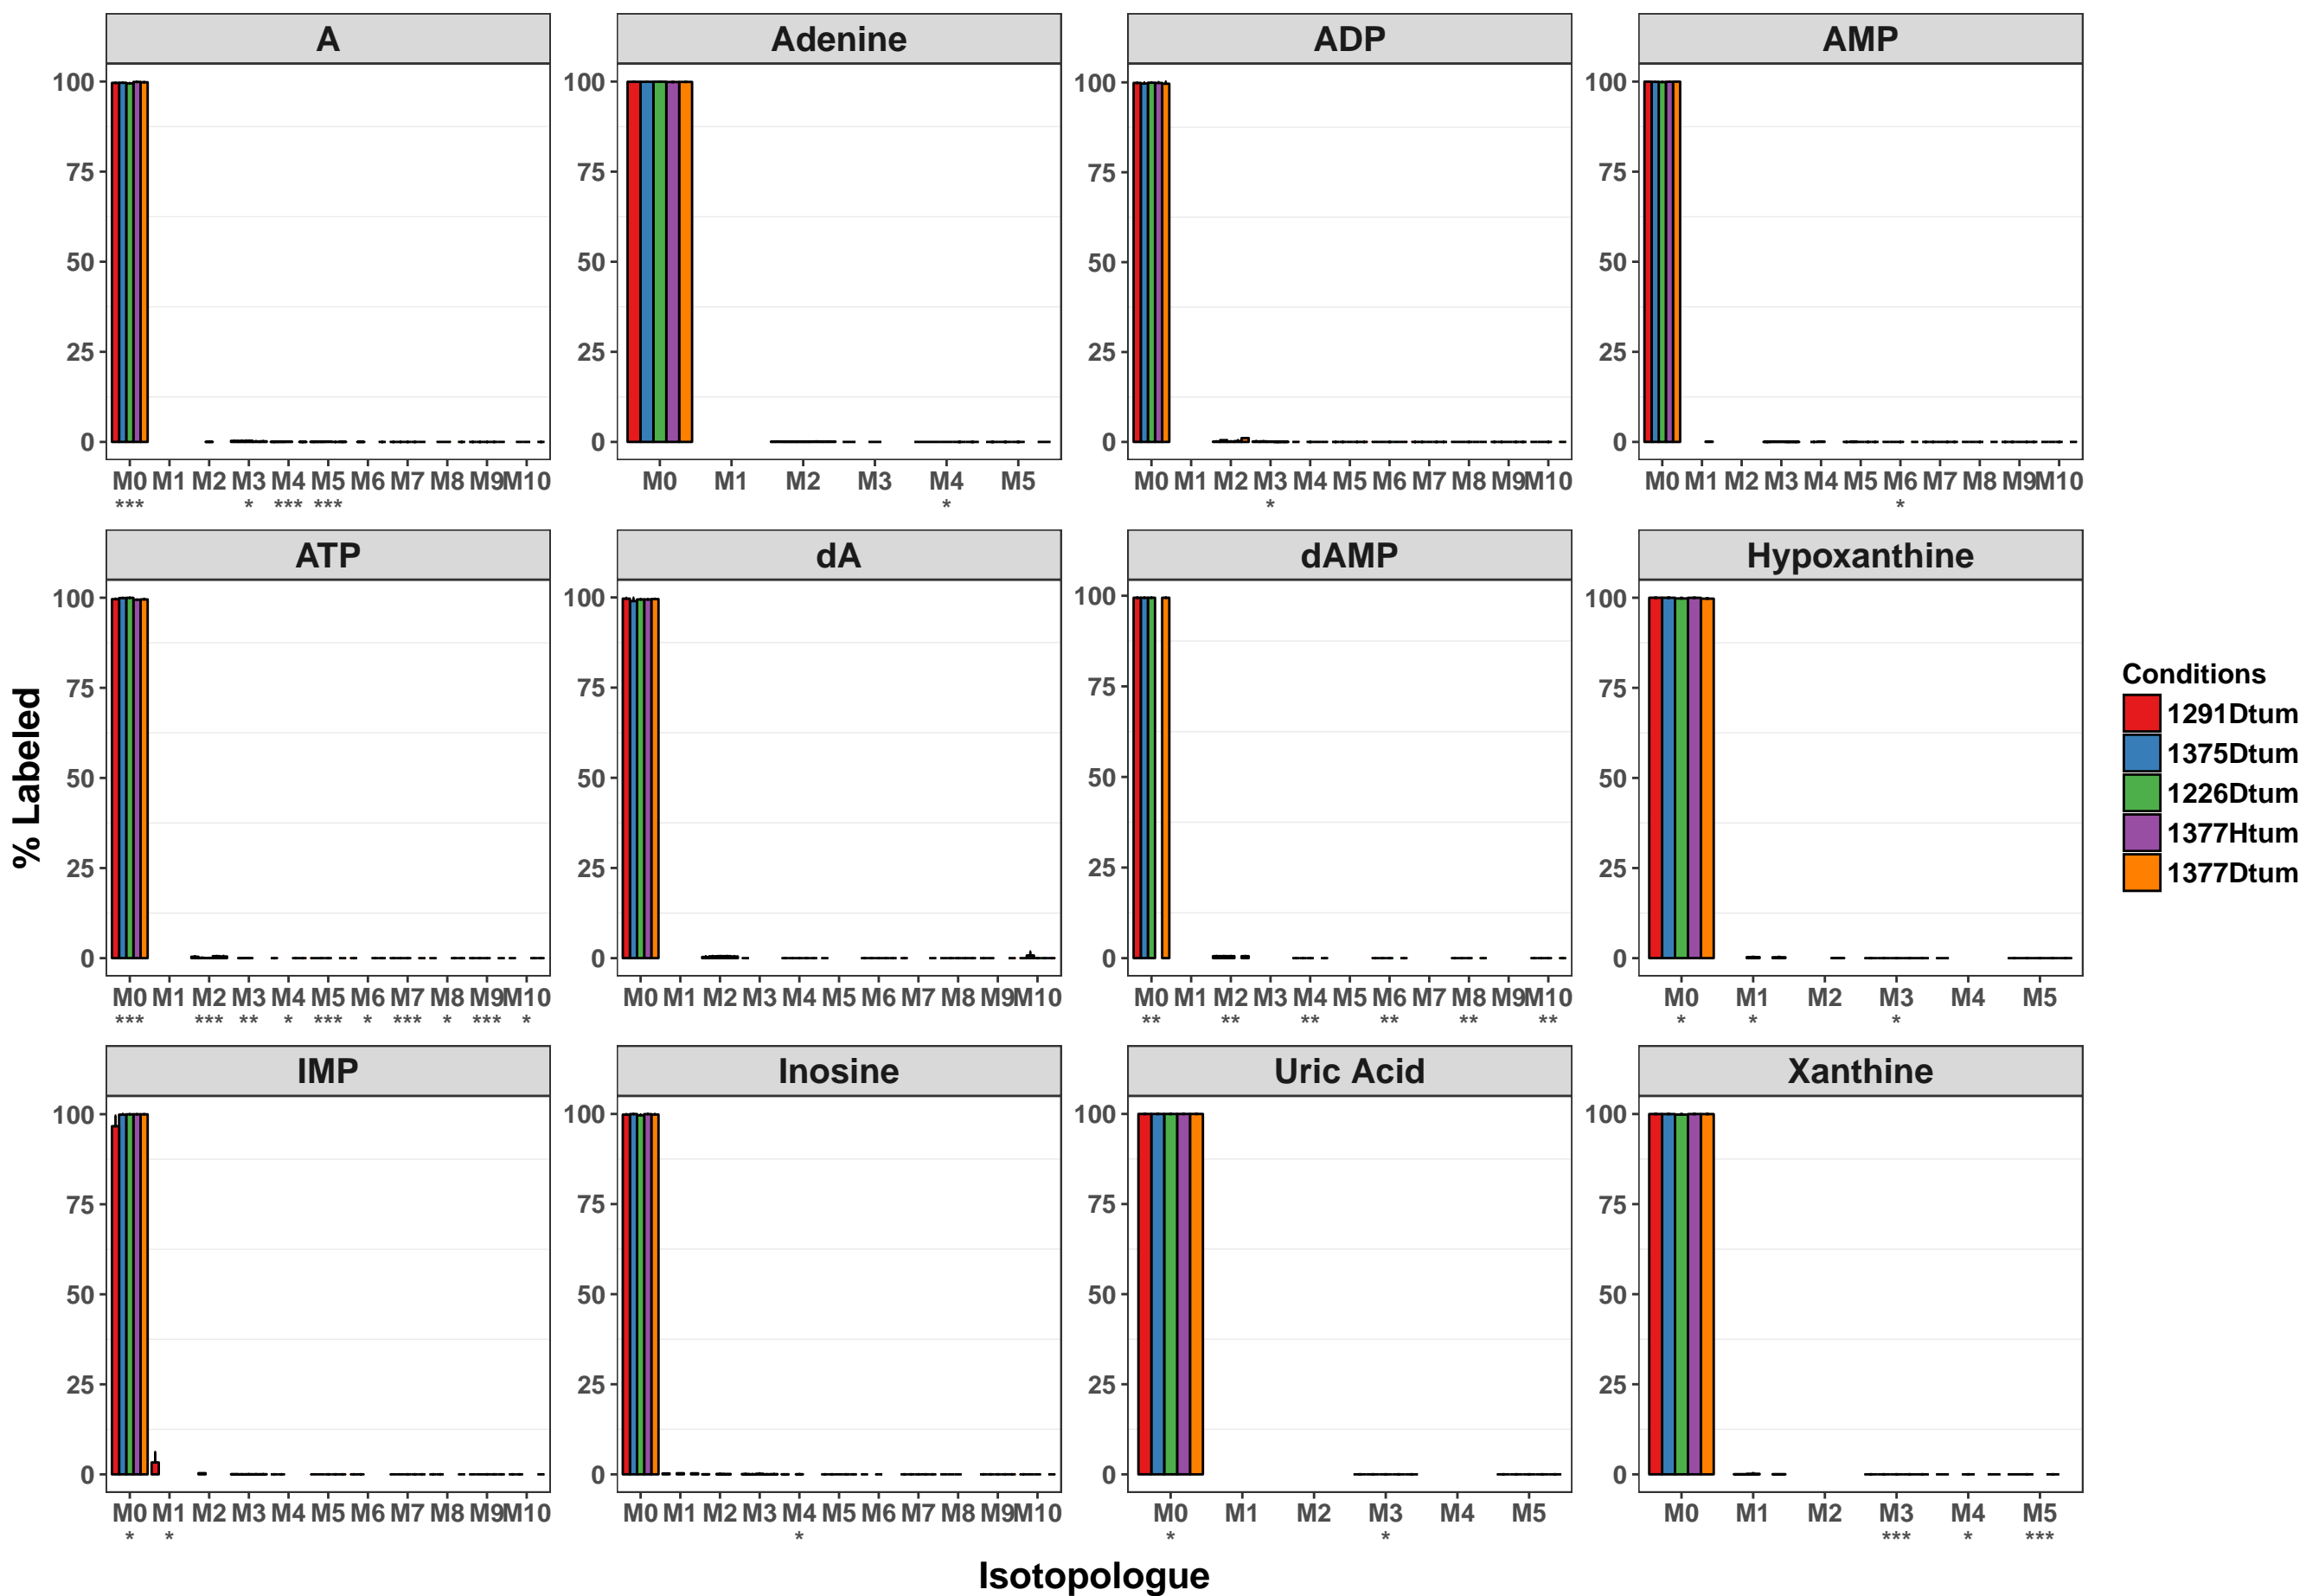 A Adenine ADP AMP
100 100 100 100
75 75 75 75
50 50 50 50
25 25 25 25
0 0 0 0
M0 M1 M2 M3 M4 M5 M6 M7 M8 M9 M10 M0 M1 M2 M3 M4 M5 M0 M1 M2 M3 M4 M5 M6 M7 M8 M9 M10 M0 M1 M2 M3 M4 M5 M6 M7 M8 M9 M10
*** * *** *** * * *
ATP dA dAMP Hypoxanthine
100 100 100 100
75 75 75 75
50 50 50 50
25 25 25 25
0 0 0 0
M0 M1 M2 M3 M4 M5 M6 M7 M8 M9 M10 M0 M1 M2 M3 M4 M5 M6 M7 M8 M9 M10 M0 M1 M2 M3 M4 M5 M6 M7 M8 M9 M10 M0 M1 M2 M3 M4 M5
*** *** ** * *** * *** * *** * ** ** ** ** ** ** * * *
IMP Inosine Uric Acid Xanthine
100 100 100 100
75 75 75 75
50 50 50 50
25 25 25 25
0 0 0 0
M0 M1 M2 M3 M4 M5 M6 M7 M8 M9 M10 M0 M1 M2 M3 M4 M5 M6 M7 M8 M9 M10 M0 M1 M2 M3 M4 M5 M0 M1 M2 M3 M4 M5
* * * * * *** * ***
% Labeled
Isotopologue
Conditions
1291Dtum
1375Dtum
1226Dtum
1377Htum
1377Dtum